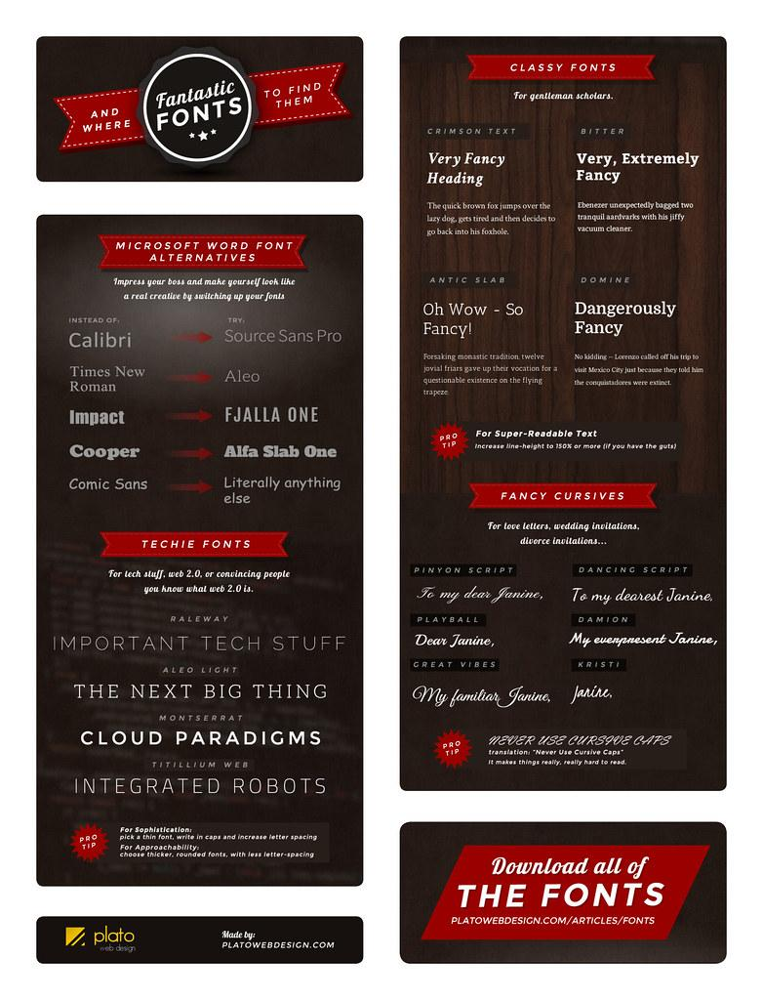 AND
WHERE
Fantastic
FONTS
TO FIND
THEM
MICROSOFT WORD FONT
ALTERNATIVES
Impress your boss and make yourself look like
a real creative by switching up your fonts
INSTEAD OF:
TRY:
Calibri
Source Sans Pro
Times New
Roman
Aleo
Impact
FJALLA ONE
Cooper
Alfa Slab One
Comic Sans
Literally anything
else
TECHIE FONTS
For tech stuff, web 2.0, or convincing people
you know what web 2.0 is.
RALEWAY
IMPORTANT TECH STUFF
ALEO LIGHT
THE NEXT BIG THING
MONTSERRAT
CLOUD PARADIGMS
TITILLIUM WEB
INTEGRATED ROBOTS
PRO
TIP
For Sophistication:
pick a thin font, write in caps and increase letter spacing
For Approachability:
choose thicker, rounded fonts, with less letter-spacing
plato
web design
Made by:
PLATOWEBDESIGN.COM
CLASSY FONTS
For gentleman scholars.
CRIMSON TEXT
Very Fancy
Heading
The quick brown fox jumps over the
lazy dog, gets tired and then decides to
go back into his foxhole.
BITTER
Very, Extremely
Fancy
Ebenezer unexpectedly bagged two
tranquil aardvarks with his jiffy
vacuum cleaner.
ANTIC SLAB
Oh Wow - So
Fancy!
Forsaking monastic tradition, twelve
jovial friars gave up their vocation for a
questionable existence on the flying
trapeze.
DOMINE
Dangerously
Fancy
No kidding -- Lorenzo called off his trip to
visit Mexico City just because they told him
the conquistadores were extinct.
PRO
TIP
For Super-Readable Text
Increase line-height to 150% or more (if you have the guts)
FANCY CURSIVES
For love letters, wedding invitations,
divorce invitations...
PINYON SCRIPT
To my dear Janine,
DANCING SCRIPT
To my dearest Janine,
PLAYBALL
Dear Janine,
DAMION
My everpresent Janine,
GREAT VIBES
My familiar Janine,
KRISTI
Janine,
PRO
TIP
NEVER USE CURSIVE CAPS
translation: "Never Use Cursive Caps"
It makes things really, really hard to read.
Download all of
THE FONTS
PLATOWEBDESIGN.COM/ARTICLES/FONTS